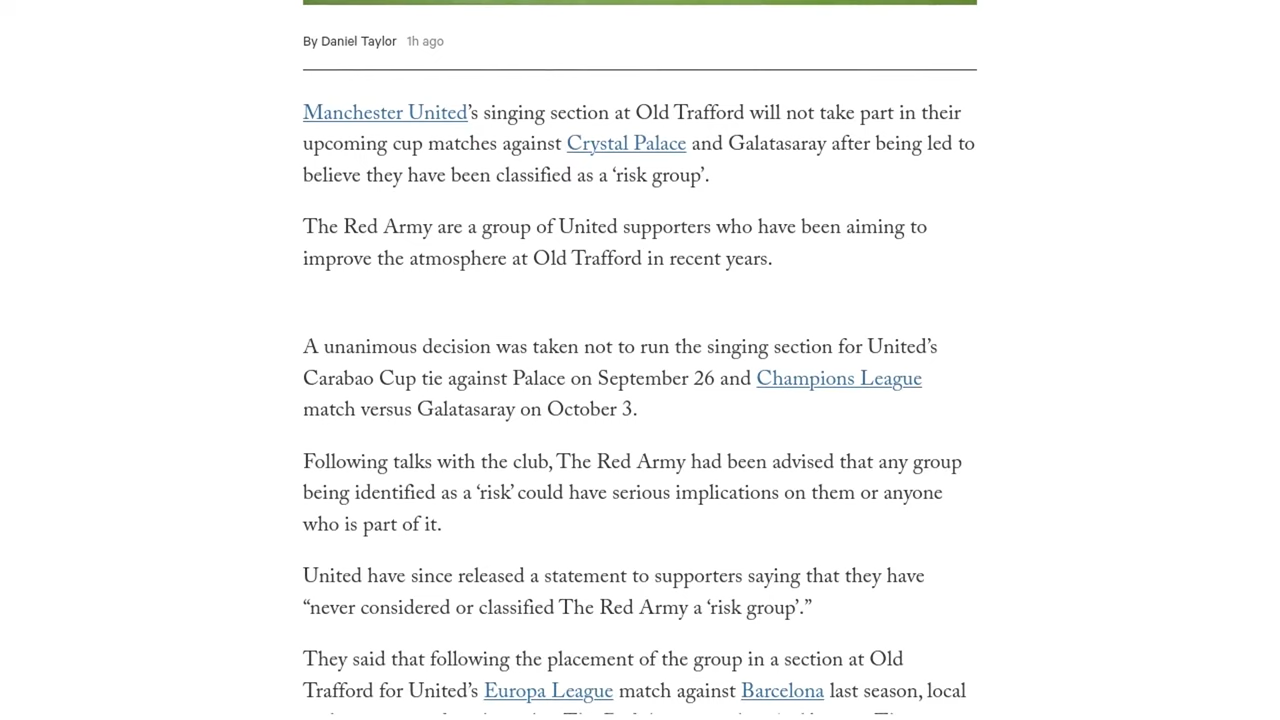 By Daniel Taylor 1h ago
Manchester United’s singing section at Old Trafford will not take part in their
upcoming cup matches against Crystal Palace and Galatasaray after being led to
believe they have been classified as a ‘risk group’.
The Red Army are a group of United supporters who have been aiming to
improve the atmosphere at Old Trafford in recent years.
A unanimous decision was taken not to run the singing section for United’s
Carabao Cup tie against Palace on September 26 and Champions League
match versus Galatasaray on October 3.
Following talks with the club, The Red Army had been advised that any group
being identified as a ‘risk’ could have serious implications on them or anyone
who is part of it.
United have since released a statement to supporters saying that they have
“never considered or classified The Red Army a ‘risk group’.”
They said that following the placement of the group in a section at Old
Trafford for United’s Europa League match against Barcelona last season, local